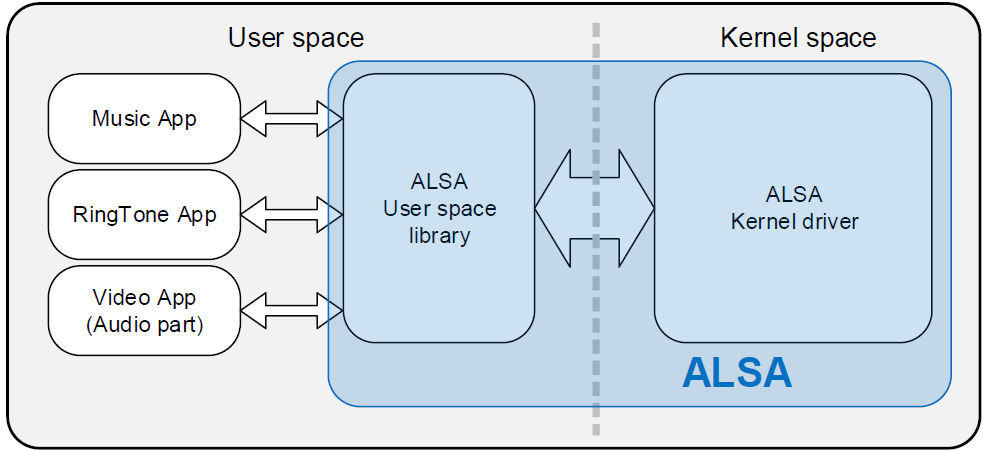 User space
Kernel space
Music App
RingTone App
Video App
(Audio part)
ALSA
User space
library
ALSA
Kernel driver
ALSA